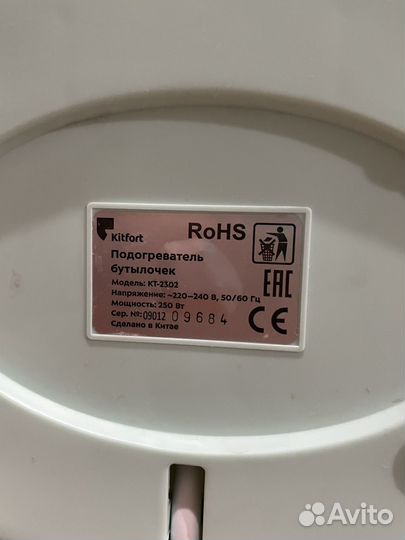 Kitfort
RoHS
Подогреватель
бутылочек
Модель: КТ-2302
Напряжение: ~220–240 В, 50/60 Гц
Мощность: 250 Вт
Сер. №: 09012 09684
Сделано в Китае
EAC
CE
Avito